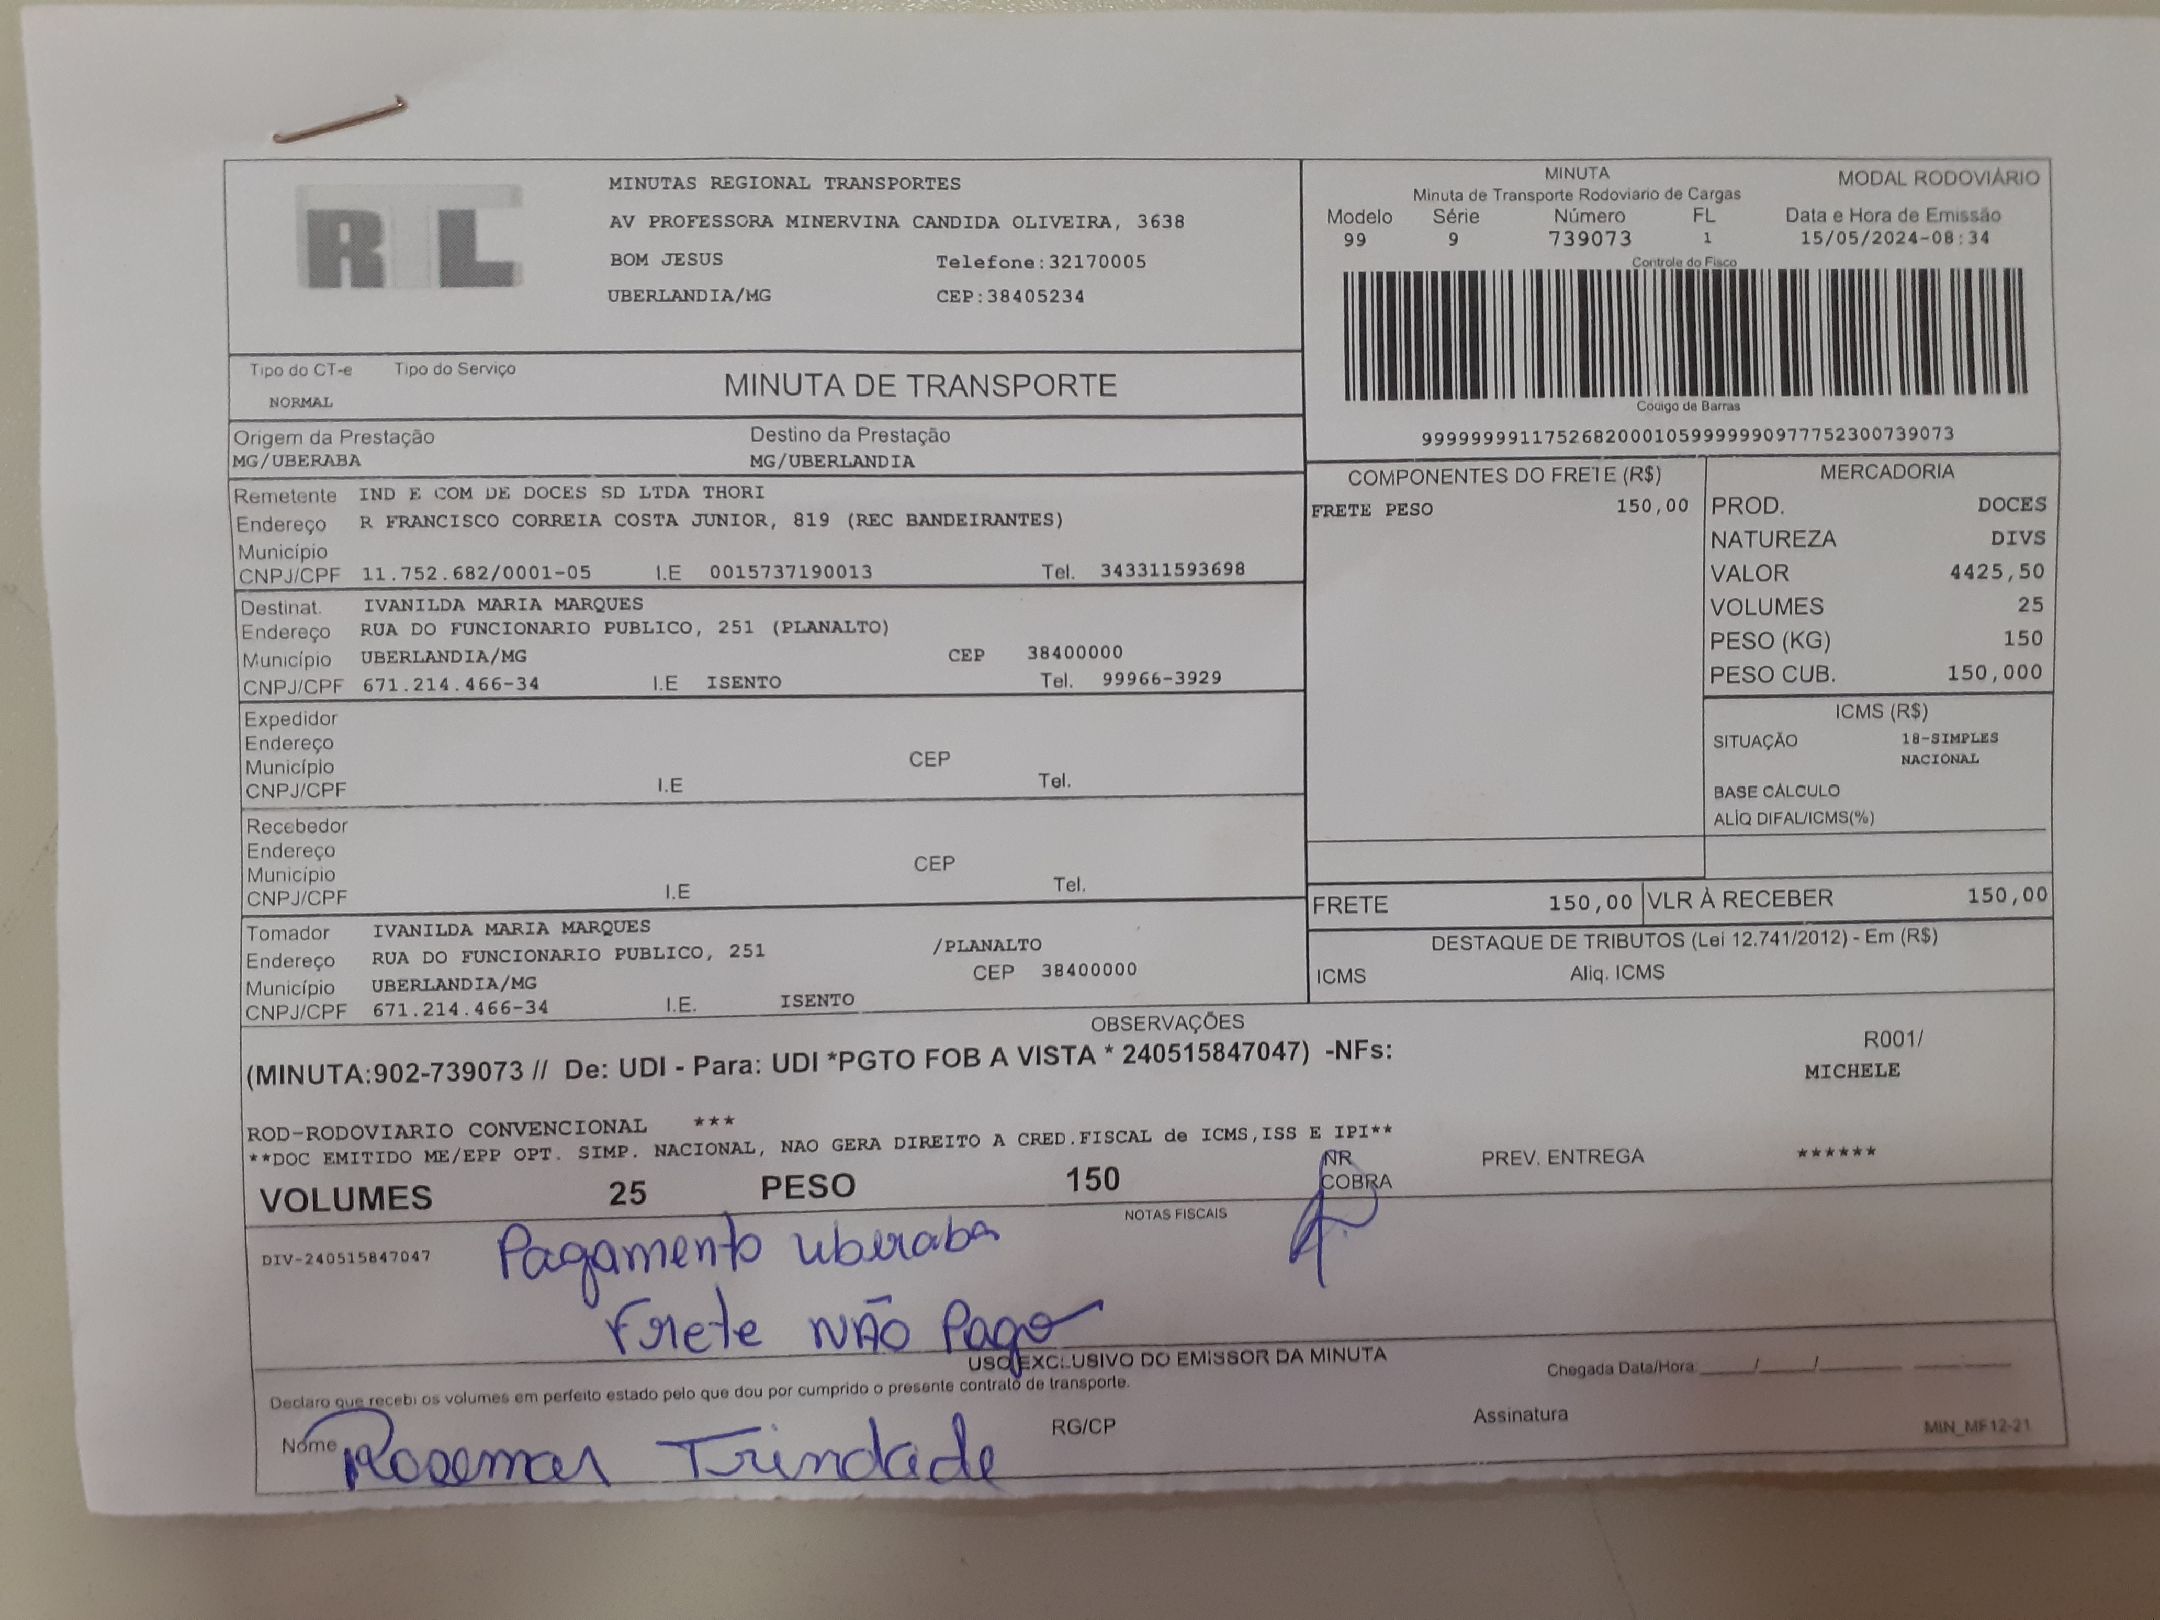 RTL
MINUTAS REGIONAL TRANSPORTES
AV PROFESSORA MINERVINA CANDIDA OLIVEIRA, 3638
BOM JESUS Telefone:32170005
UBERLANDIA/MG CEP:38405234
MINUTA
Minuta de Transporte Rodoviario de Cargas
MODAL RODOVIÁRIO
Modelo Série Número FL Data e Hora de Emissão
99 9 739073 1 15/05/2024-08:34
Controle do Fisco
Código de Barras
99999999117526820001059999990977752300739073
Tipo do CT-e Tipo do Serviço
NORMAL
MINUTA DE TRANSPORTE
Origem da Prestação Destino da Prestação
MG/UBERABA MG/UBERLANDIA
Remetente IND E COM DE DOCES SD LTDA THORI
Endereço R FRANCISCO CORREIA COSTA JUNIOR, 819 (REC BANDEIRANTES)
Município
CNPJ/CPF 11.752.682/0001-05 I.E 0015737190013 Tel. 343311593698
Destinat. IVANILDA MARIA MARQUES
Endereço RUA DO FUNCIONARIO PUBLICO, 251 (PLANALTO)
Município UBERLANDIA/MG CEP 38400000
CNPJ/CPF 671.214.466-34 I.E ISENTO Tel. 99966-3929
Expedidor
Endereço
Município CEP
CNPJ/CPF I.E Tel.
Recebedor
Endereço
Município CEP
CNPJ/CPF I.E Tel.
Tomador IVANILDA MARIA MARQUES
Endereço RUA DO FUNCIONARIO PUBLICO, 251 /PLANALTO
Município UBERLANDIA/MG CEP 38400000
CNPJ/CPF 671.214.466-34 I.E. ISENTO
COMPONENTES DO FRETE (R$)
FRETE PESO 150,00
MERCADORIA
PROD. DOCES
NATUREZA DIVS
VALOR 4425,50
VOLUMES 25
PESO (KG) 150
PESO CUB. 150,000
ICMS (R$)
SITUAÇÃO 18-SIMPLES
NACIONAL
BASE CÁLCULO
ALÍQ DIFAL/ICMS(%)
FRETE 150,00 VLR À RECEBER 150,00
DESTAQUE DE TRIBUTOS (Lei 12.741/2012) - Em (R$)
ICMS Aliq. ICMS
OBSERVAÇÕES
(MINUTA:902-739073 // De: UDI - Para: UDI *PGTO FOB A VISTA * 240515847047) -NFs:
R001/
MICHELE
ROD-RODOVIARIO CONVENCIONAL ***
**DOC EMITIDO ME/EPP OPT. SIMP. NACIONAL, NAO GERA DIREITO A CRED.FISCAL de ICMS,ISS E IPI**
VOLUMES 25 PESO 150
NR
COBRA
PREV. ENTREGA ******
NOTAS FISCAIS
DIV-240515847047
Pagamento uberaba
Frete NÃO Pago
USO EXCLUSIVO DO EMISSOR DA MINUTA
Declaro que recebi os volumes em perfeito estado pelo que dou por cumprido o presente contrato de transporte.
Chegada Data/Hora: ____/____/______ ______
Nome Rosemar Trindade RG/CP Assinatura
MIN_MF12-21